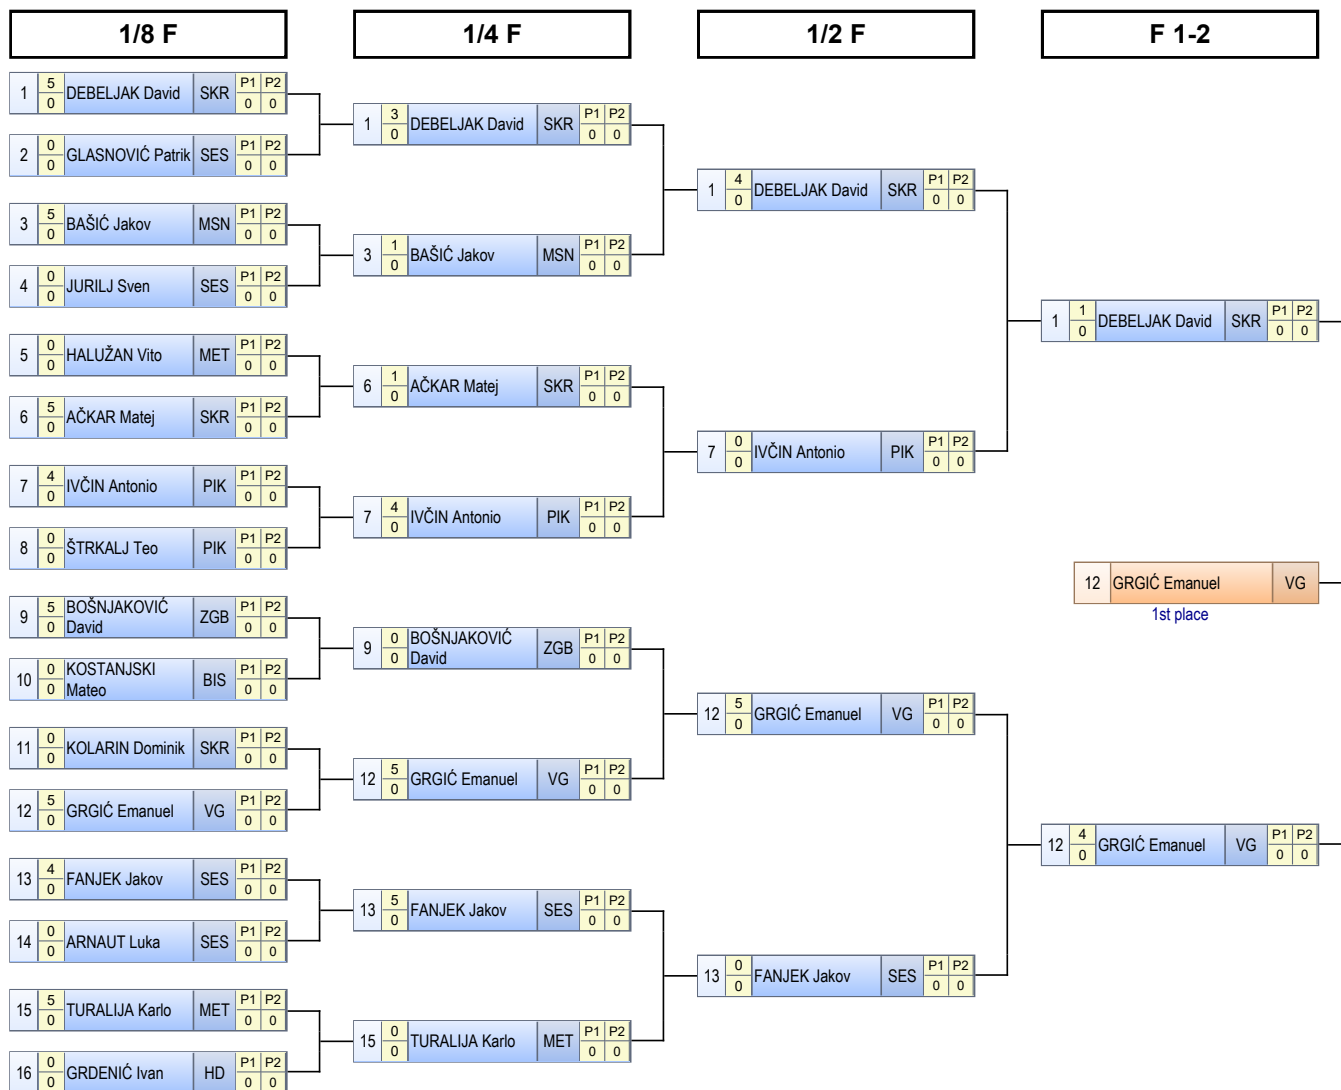 1/8 F
1/4 F
1/2 F
F 1-2
1 5 0 DEBELJAK David SKR P1 P2 0 0
2 0 0 GLASNOVIĆ Patrik SES P1 P2 0 0
3 5 0 BAŠIĆ Jakov MSN P1 P2 0 0
4 0 0 JURILJ Sven SES P1 P2 0 0
5 0 0 HALUŽAN Vito MET P1 P2 0 0
6 5 0 AČKAR Matej SKR P1 P2 0 0
7 4 0 IVČIN Antonio PIK P1 P2 0 0
8 0 0 ŠTRKALJ Teo PIK P1 P2 0 0
9 5 0 BOŠNJAKOVIĆ David ZGB P1 P2 0 0
10 0 0 KOSTANJSKI Mateo BIS P1 P2 0 0
11 0 0 KOLARIN Dominik SKR P1 P2 0 0
12 5 0 GRGIĆ Emanuel VG P1 P2 0 0
13 4 0 FANJEK Jakov SES P1 P2 0 0
14 0 0 ARNAUT Luka SES P1 P2 0 0
15 5 0 TURALIJA Karlo MET P1 P2 0 0
16 0 0 GRDENIĆ Ivan HD P1 P2 0 0
1 3 0 DEBELJAK David SKR P1 P2 0 0
3 1 0 BAŠIĆ Jakov MSN P1 P2 0 0
6 1 0 AČKAR Matej SKR P1 P2 0 0
7 4 0 IVČIN Antonio PIK P1 P2 0 0
9 0 0 BOŠNJAKOVIĆ David ZGB P1 P2 0 0
12 5 0 GRGIĆ Emanuel VG P1 P2 0 0
13 5 0 FANJEK Jakov SES P1 P2 0 0
15 0 0 TURALIJA Karlo MET P1 P2 0 0
1 4 0 DEBELJAK David SKR P1 P2 0 0
7 0 0 IVČIN Antonio PIK P1 P2 0 0
12 5 0 GRGIĆ Emanuel VG P1 P2 0 0
13 0 0 FANJEK Jakov SES P1 P2 0 0
1 1 0 DEBELJAK David SKR P1 P2 0 0
12 GRGIĆ Emanuel VG
1st place
12 4 0 GRGIĆ Emanuel VG P1 P2 0 0